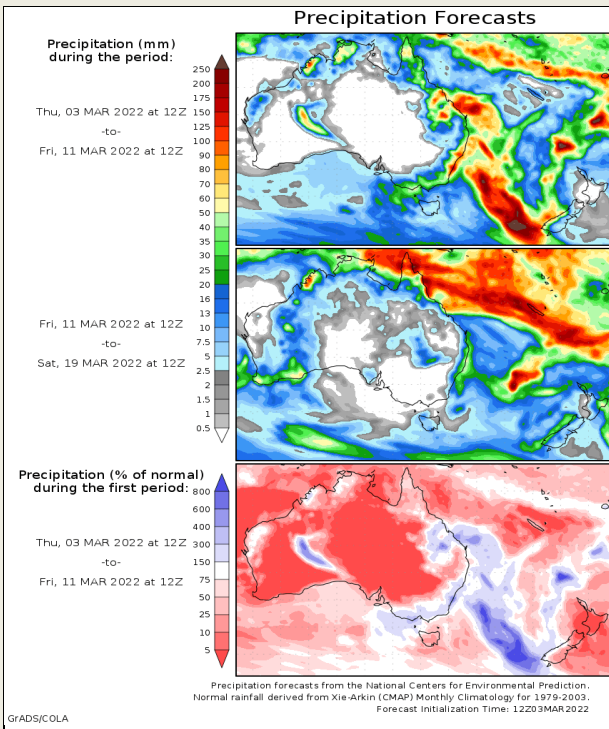 Precipitation Forecasts
Precipitation (mm)
during the period:
Thu, 03 MAR 2022 at 12Z
-to-
Fri, 11 MAR 2022 at 12Z
250
200
175
150
125
100
90
80
70
60
50
40
35
30
25
20
16
13
10
7.5
5
2.5
2
1.5
1
0.5
Fri, 11 MAR 2022 at 12Z
-to-
Sat, 19 MAR 2022 at 12Z
Precipitation (% of normal)
during the first period:
Thu, 03 MAR 2022 at 12Z
-to-
Fri, 11 MAR 2022 at 12Z
800
600
400
300
150
75
50
25
10
5
Precipitation forecasts from the National Centers for Environmental Prediction.
Normal rainfall derived from Xie-Arkin (CMAP) Monthly Climatology for 1979-2003.
Forecast Initialization Time: 12Z03MAR2022
GrADS/COLA